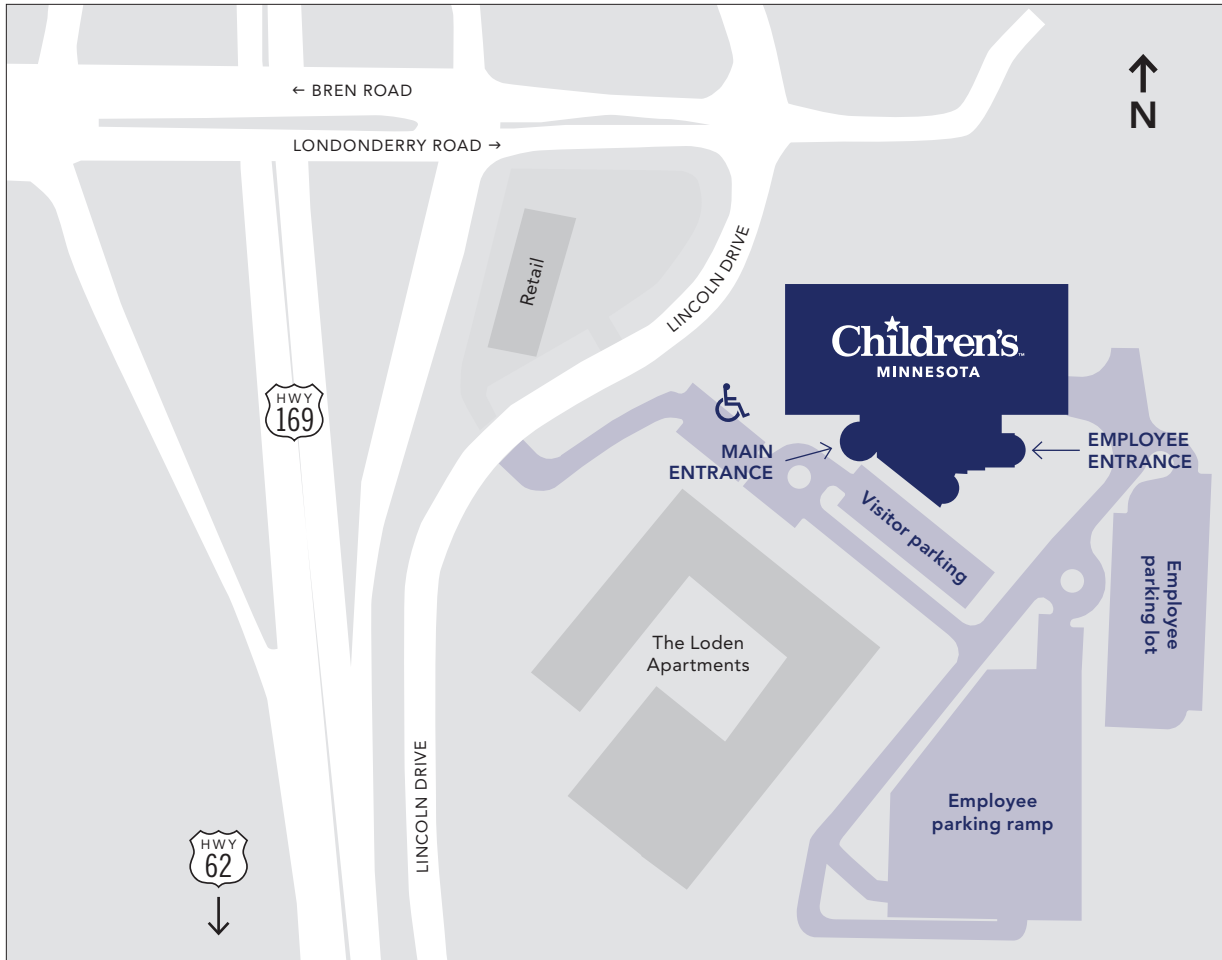 ← BREN ROAD
N
LONDONDERRY ROAD →
Retail
LINCOLN DRIVE
Children's™
MINNESOTA
HWY
169
MAIN
ENTRANCE
EMPLOYEE
ENTRANCE
Visitor parking
Employee
parking lot
The Loden
Apartments
LINCOLN DRIVE
Employee
parking ramp
HWY
62